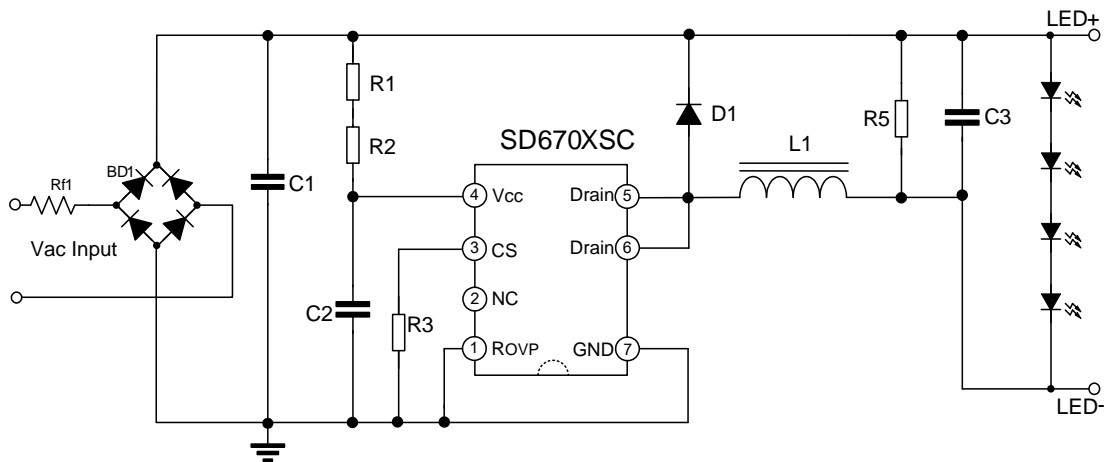 LED+
R1
D1
R5
C3
R2
SD670XSC
L1
BD1
Rf1
C1
4
Vcc
Drain
5
Vac Input
3
CS
Drain
6
2
NC
C2
R3
1
ROVP
GND
7
LED-